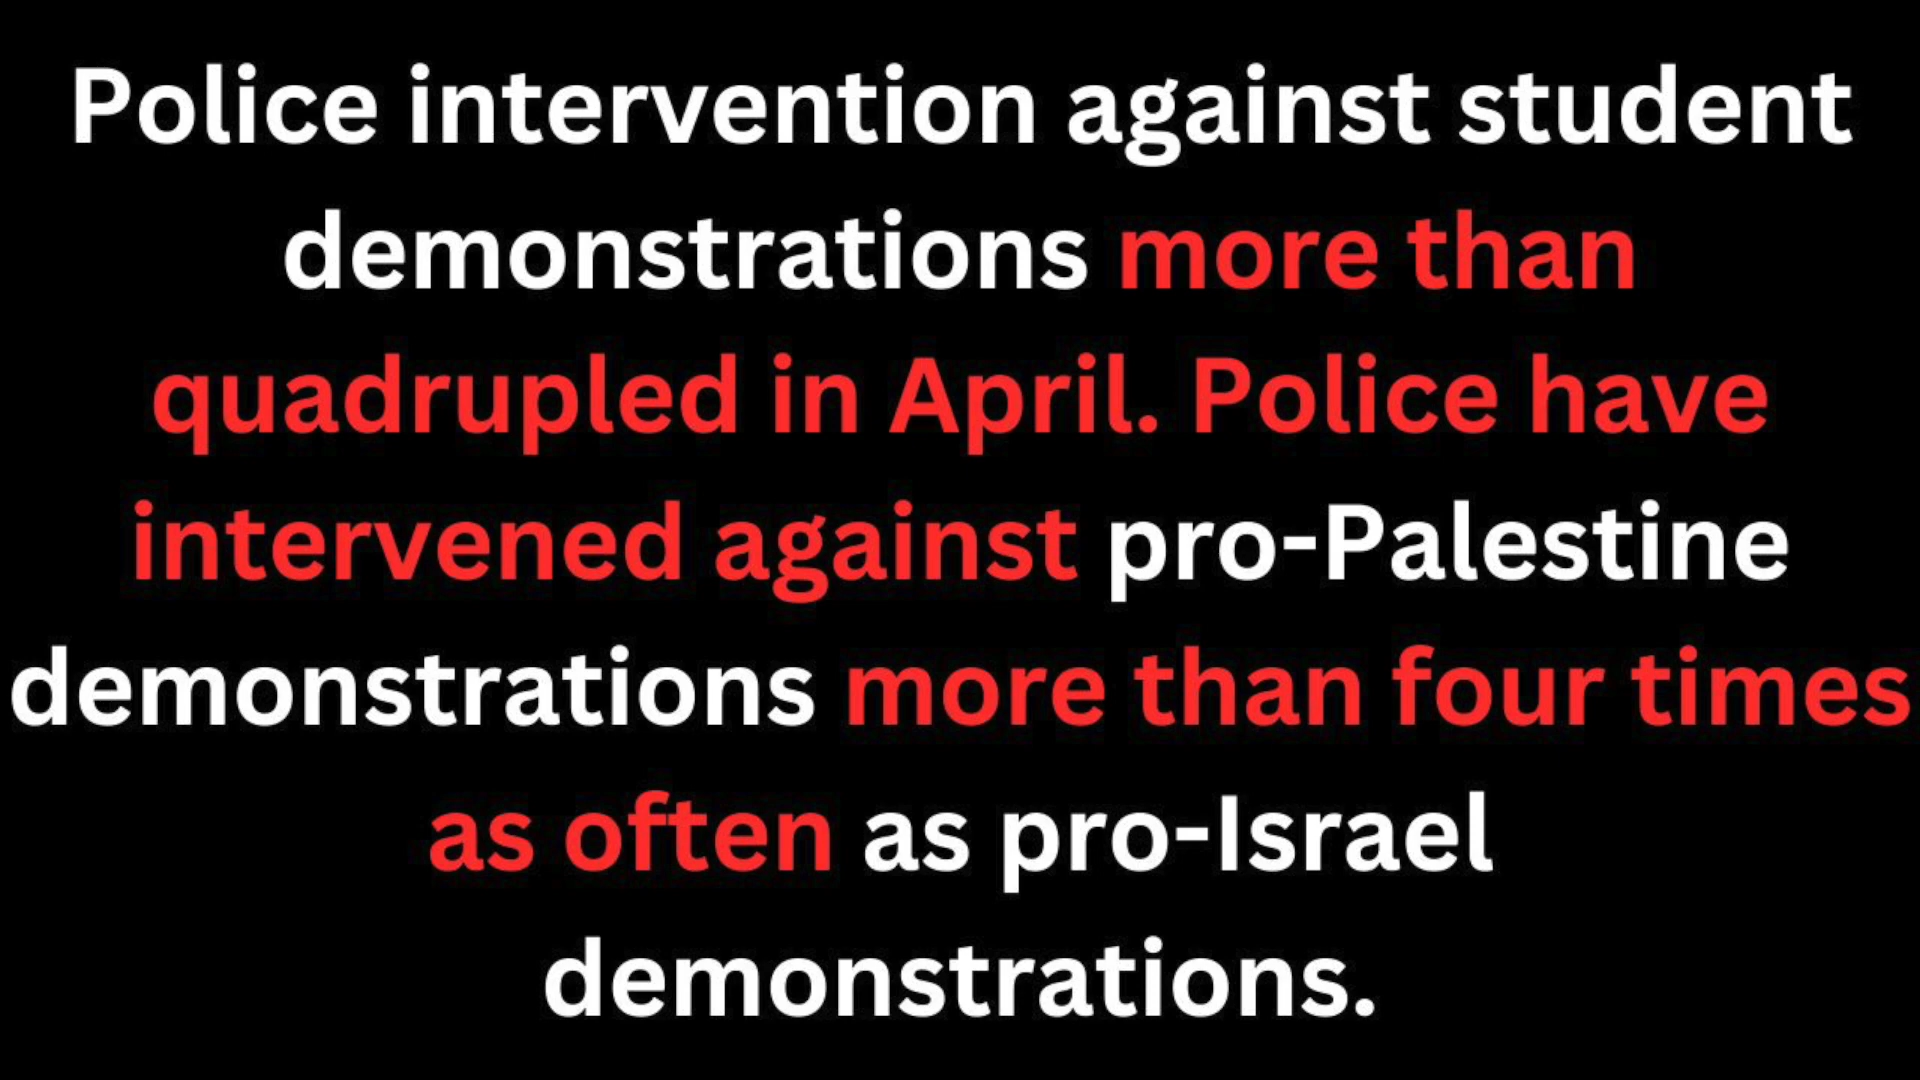 Police intervention against student
demonstrations more than
quadrupled in April. Police have
intervened against pro-Palestine
demonstrations more than four times
as often as pro-Israel
demonstrations.